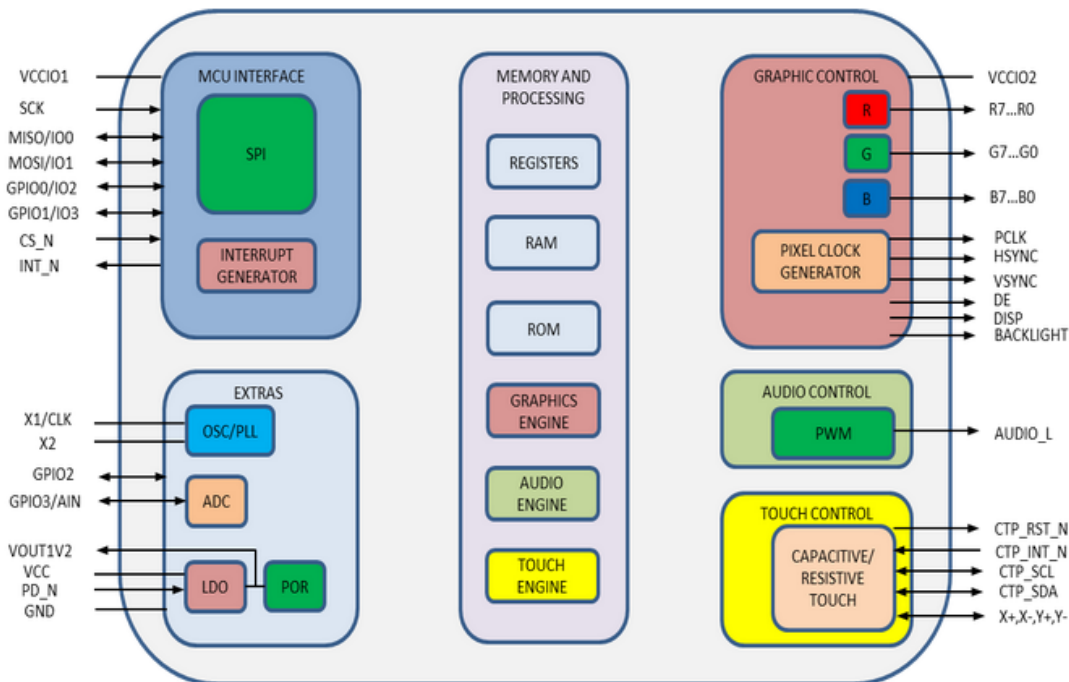 VCCIO1
SCK
MISO/IO0
MOSI/IO1
GPIO0/IO2
GPIO1/IO3
CS_N
INT_N
MCU INTERFACE
SPI
INTERRUPT
GENERATOR
X1/CLK
X2
GPIO2
GPIO3/AIN
VOUT1V2
VCC
PD_N
GND
EXTRAS
OSC/PLL
ADC
LDO
POR
MEMORY AND
PROCESSING
REGISTERS
RAM
ROM
GRAPHICS
ENGINE
AUDIO
ENGINE
TOUCH
ENGINE
GRAPHIC CONTROL
R
G
B
PIXEL CLOCK
GENERATOR
VCCIO2
R7...R0
G7...G0
B7...B0
PCLK
HSYNC
VSYNC
DE
DISP
BACKLIGHT
AUDIO CONTROL
PWM
AUDIO_L
TOUCH CONTROL
CAPACITIVE/
RESISTIVE
TOUCH
CTP_RST_N
CTP_INT_N
CTP_SCL
CTP_SDA
X+,X-,Y+,Y-